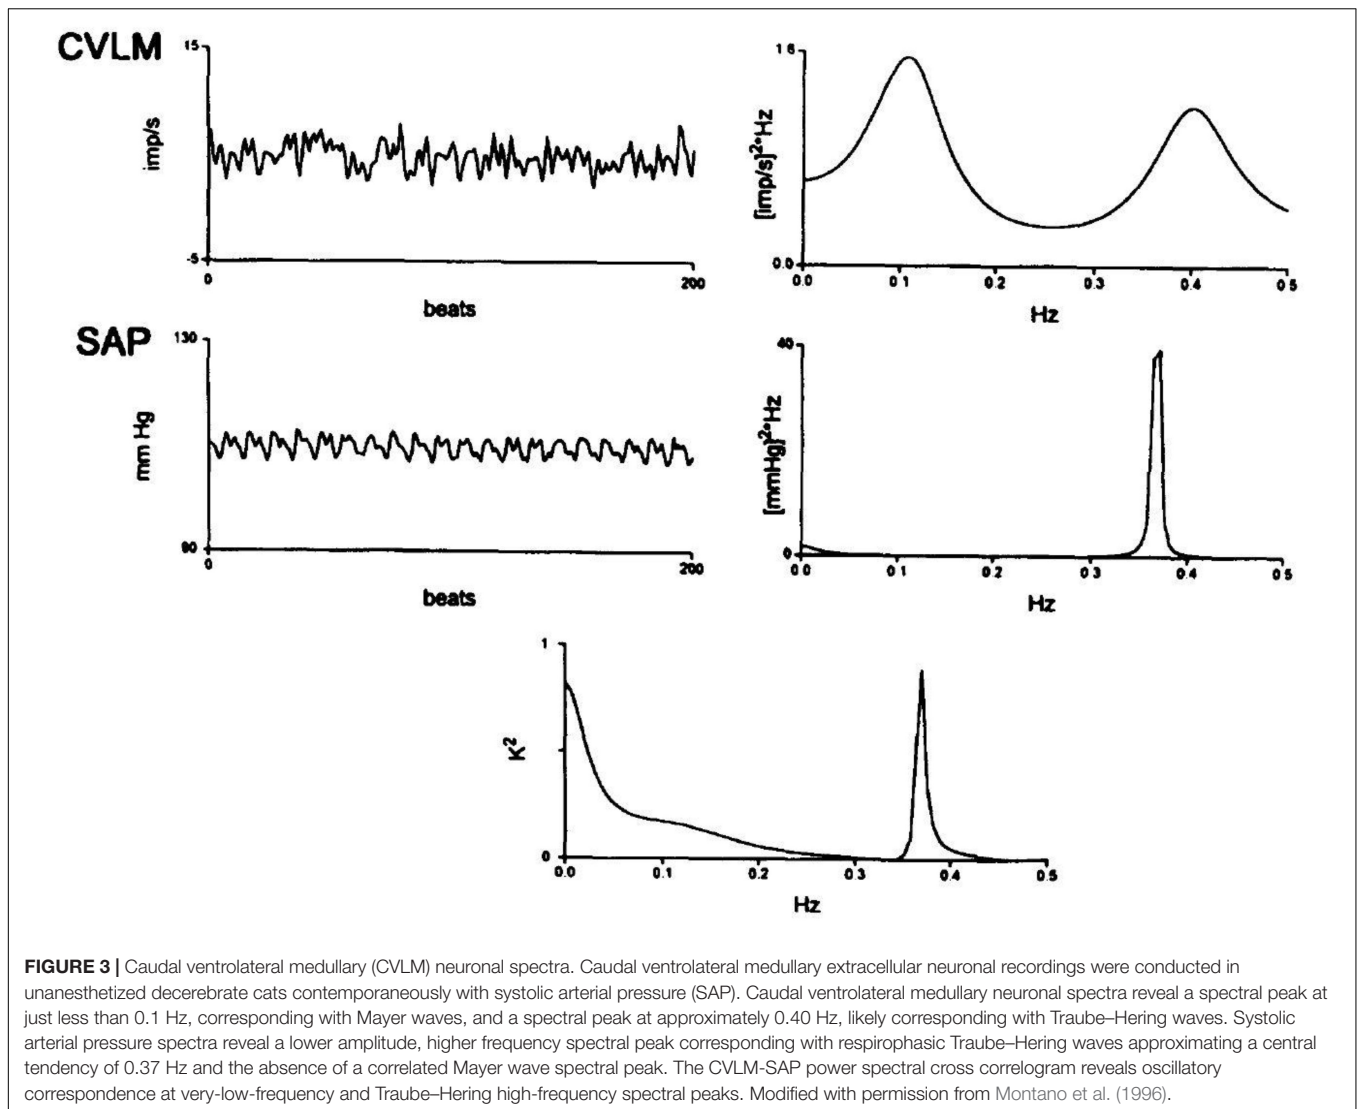 CVLM
15
imp/s
-5
0
200
beats
1.6
[imp/s]²*Hz
0.0
0.0
0.1
0.2
0.3
0.4
0.5
Hz
SAP
130
mm Hg
90
0
200
beats
40
[mmHg]²*Hz
0
0.0
0.1
0.2
0.3
0.4
0.5
Hz
1
K²
0
0.0
0.1
0.2
0.3
0.4
0.5
Hz
FIGURE 3 | Caudal ventrolateral medullary (CVLM) neuronal spectra. Caudal ventrolateral medullary extracellular neuronal recordings were conducted in
unanesthetized decerebrate cats contemporaneously with systolic arterial pressure (SAP). Caudal ventrolateral medullary neuronal spectra reveal a spectral peak at
just less than 0.1 Hz, corresponding with Mayer waves, and a spectral peak at approximately 0.40 Hz, likely corresponding with Traube–Hering waves. Systolic
arterial pressure spectra reveal a lower amplitude, higher frequency spectral peak corresponding with respirophasic Traube–Hering waves approximating a central
tendency of 0.37 Hz and the absence of a correlated Mayer wave spectral peak. The CVLM-SAP power spectral cross correlogram reveals oscillatory
correspondence at very-low-frequency and Traube–Hering high-frequency spectral peaks. Modified with permission from Montano et al. (1996).